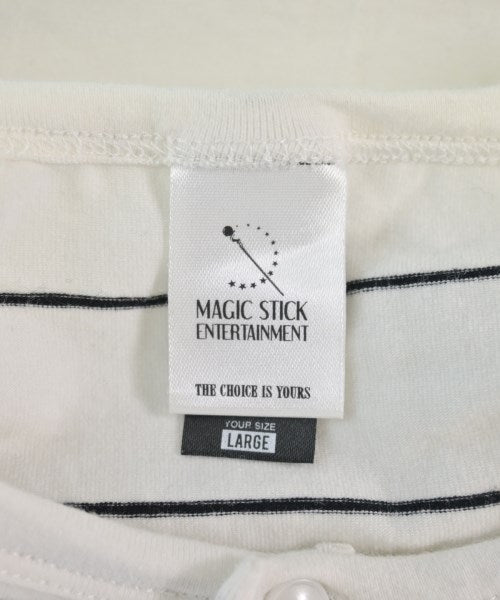 MAGIC STICK
ENTERTAINMENT
THE CHOICE IS YOURS
YOUR SIZE
LARGE